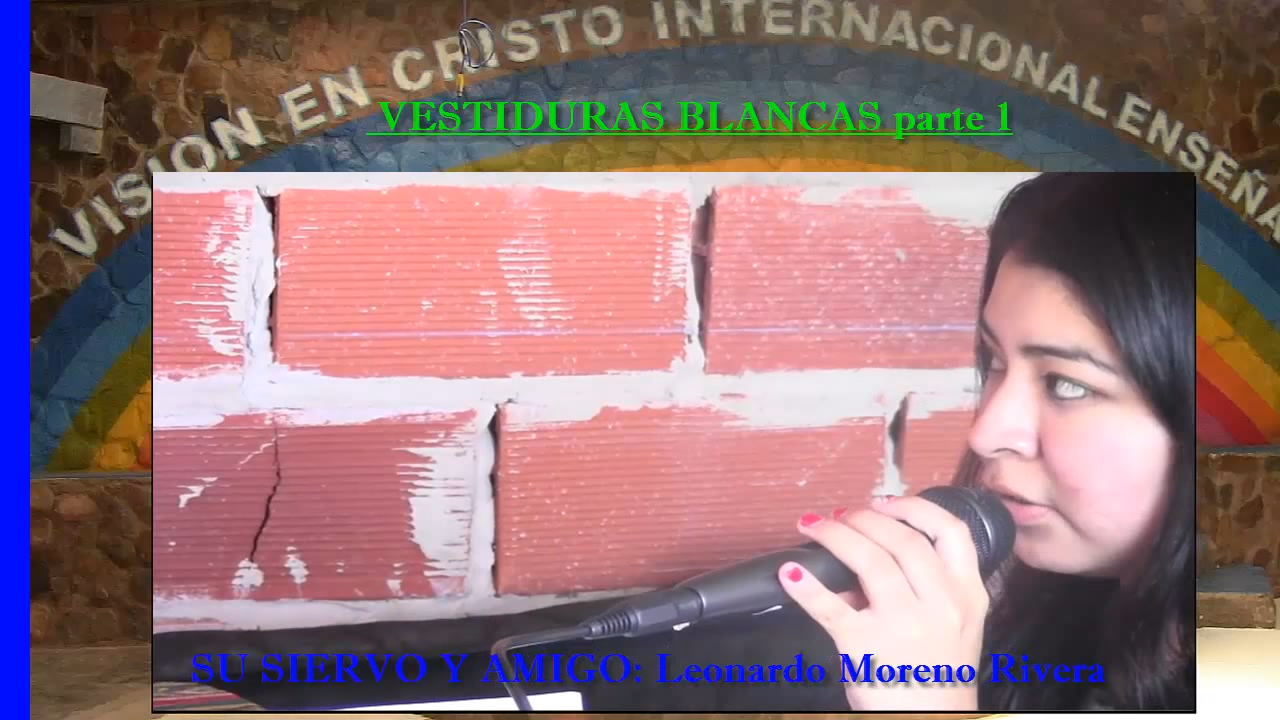 VISION EN CRISTO INTERNACIONAL ENSEÑA
VESTIDURAS BLANCAS parte 1
SU SIERVO Y AMIGO: Leonardo Moreno Rivera